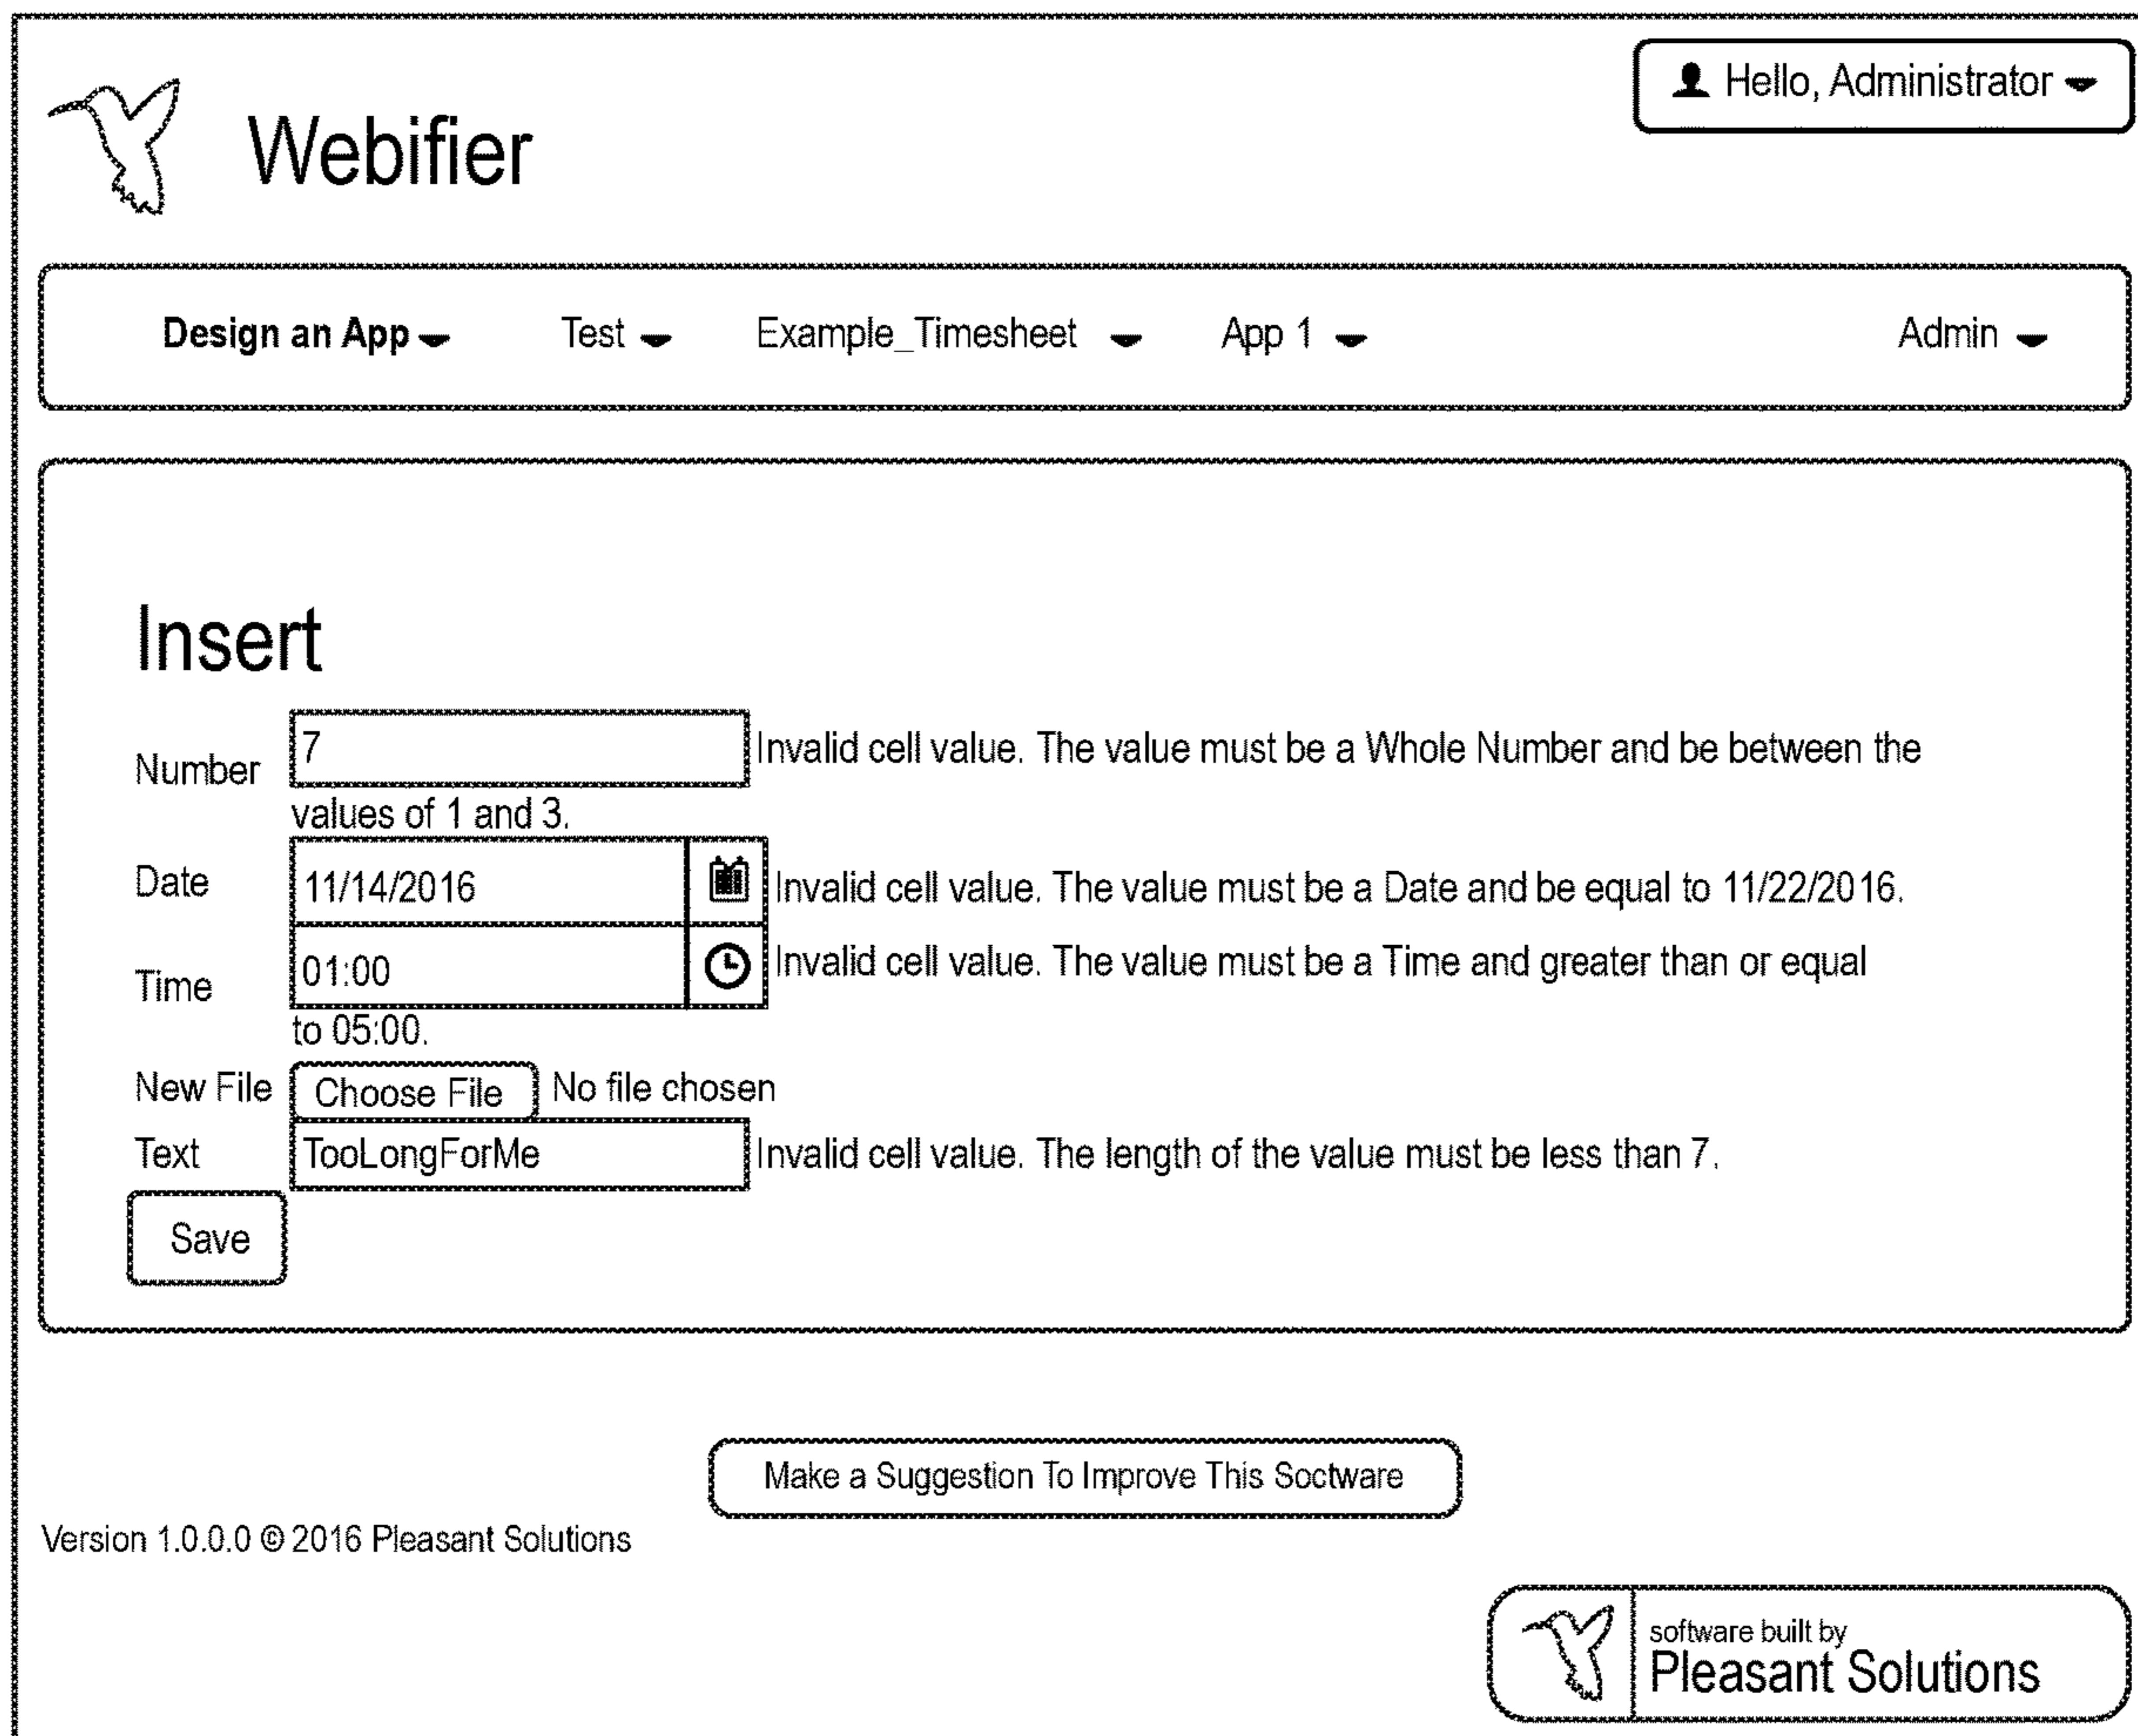 Hello, Administrator
Webifier
Design an App Test Example_Timesheet App 1 Admin
Insert
Number 7 Invalid cell value. The value must be a Whole Number and be between the
values of 1 and 3.
Date 11/14/2016 Invalid cell value. The value must be a Date and be equal to 11/22/2016.
Time 01:00 Invalid cell value. The value must be a Time and greater than or equal
to 05:00.
New File Choose File No file chosen
Text TooLongForMe Invalid cell value. The length of the value must be less than 7.
Save
Make a Suggestion To Improve This Soctware
Version 1.0.0.0 © 2016 Pleasant Solutions
software built by
Pleasant Solutions